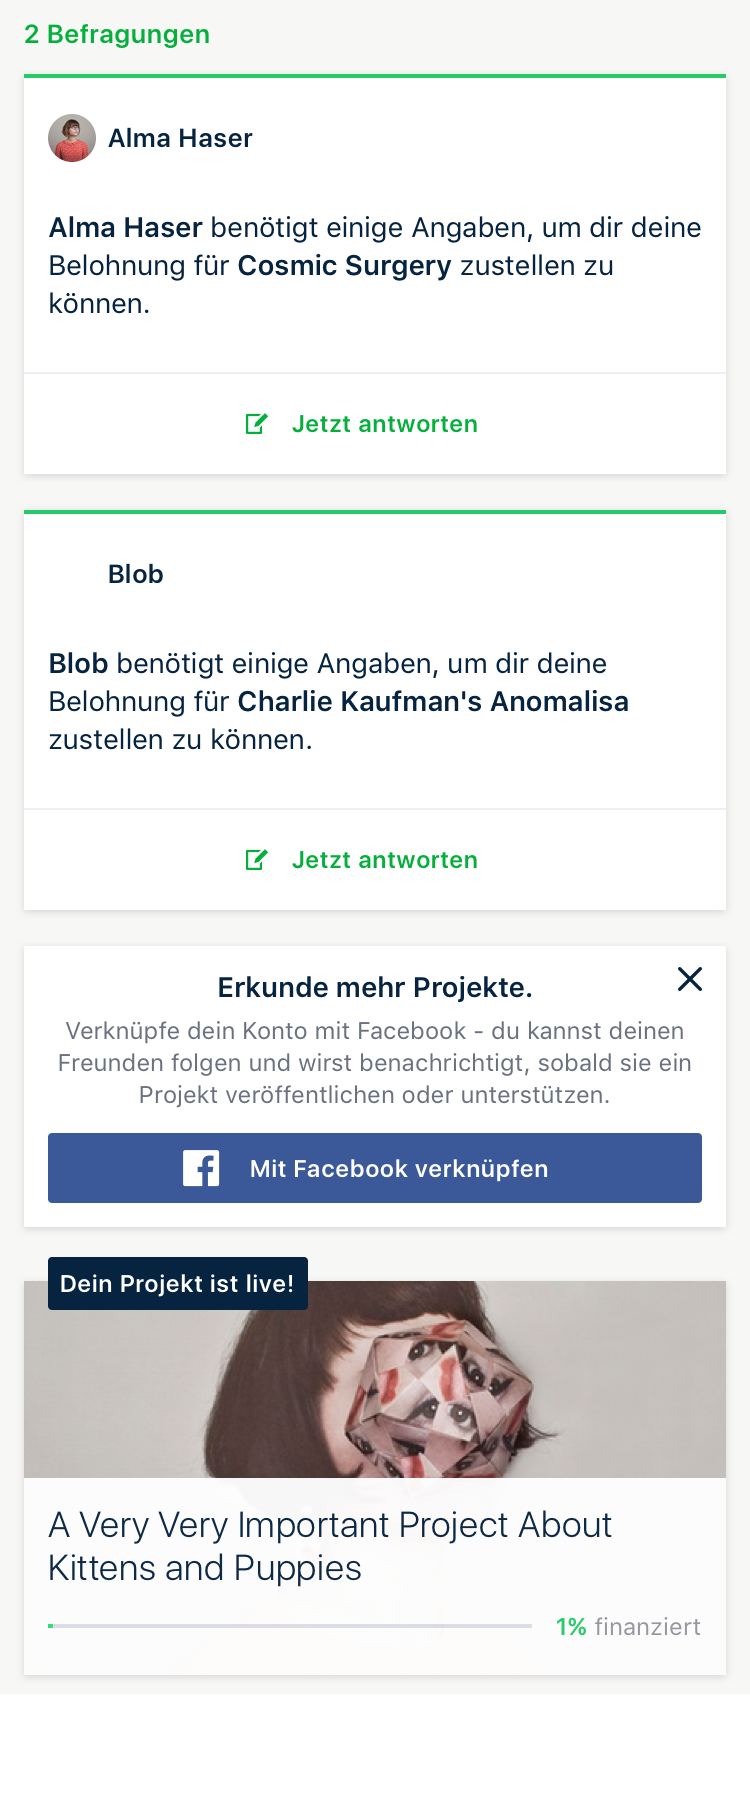 2 Befragungen
Alma Haser
Alma Haser benötigt einige Angaben, um dir deine
Belohnung für Cosmic Surgery zustellen zu
können.
Jetzt antworten
Blob
Blob benötigt einige Angaben, um dir deine
Belohnung für Charlie Kaufman's Anomalisa
zustellen zu können.
Jetzt antworten
Erkunde mehr Projekte.
Verknüpfe dein Konto mit Facebook - du kannst deinen
Freunden folgen und wirst benachrichtigt, sobald sie ein
Projekt veröffentlichen oder unterstützen.
Mit Facebook verknüpfen
Dein Projekt ist live!
A Very Very Important Project About
Kittens and Puppies
1% finanziert